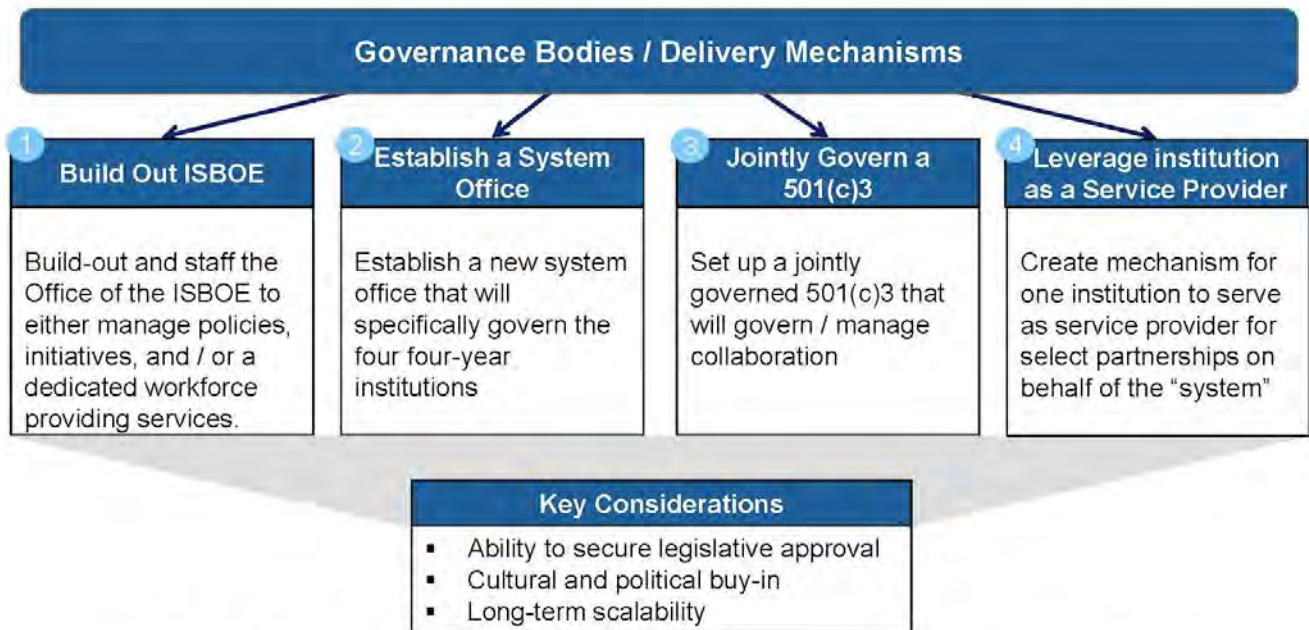 Governance Bodies / Delivery Mechanisms
1
Build Out ISBOE
Build-out and staff the
Office of the ISBOE to
either manage policies,
initiatives, and / or a
dedicated workforce
providing services.
2
Establish a System
Office
Establish a new system
office that will
specifically govern the
four four-year
institutions
3
Jointly Govern a
501(c)3
Set up a jointly
governed 501(c)3 that
will govern / manage
collaboration
4
Leverage institution
as a Service Provider
Create mechanism for
one institution to serve
as service provider for
select partnerships on
behalf of the “system”
Key Considerations
▪ Ability to secure legislative approval
▪ Cultural and political buy-in
▪ Long-term scalability